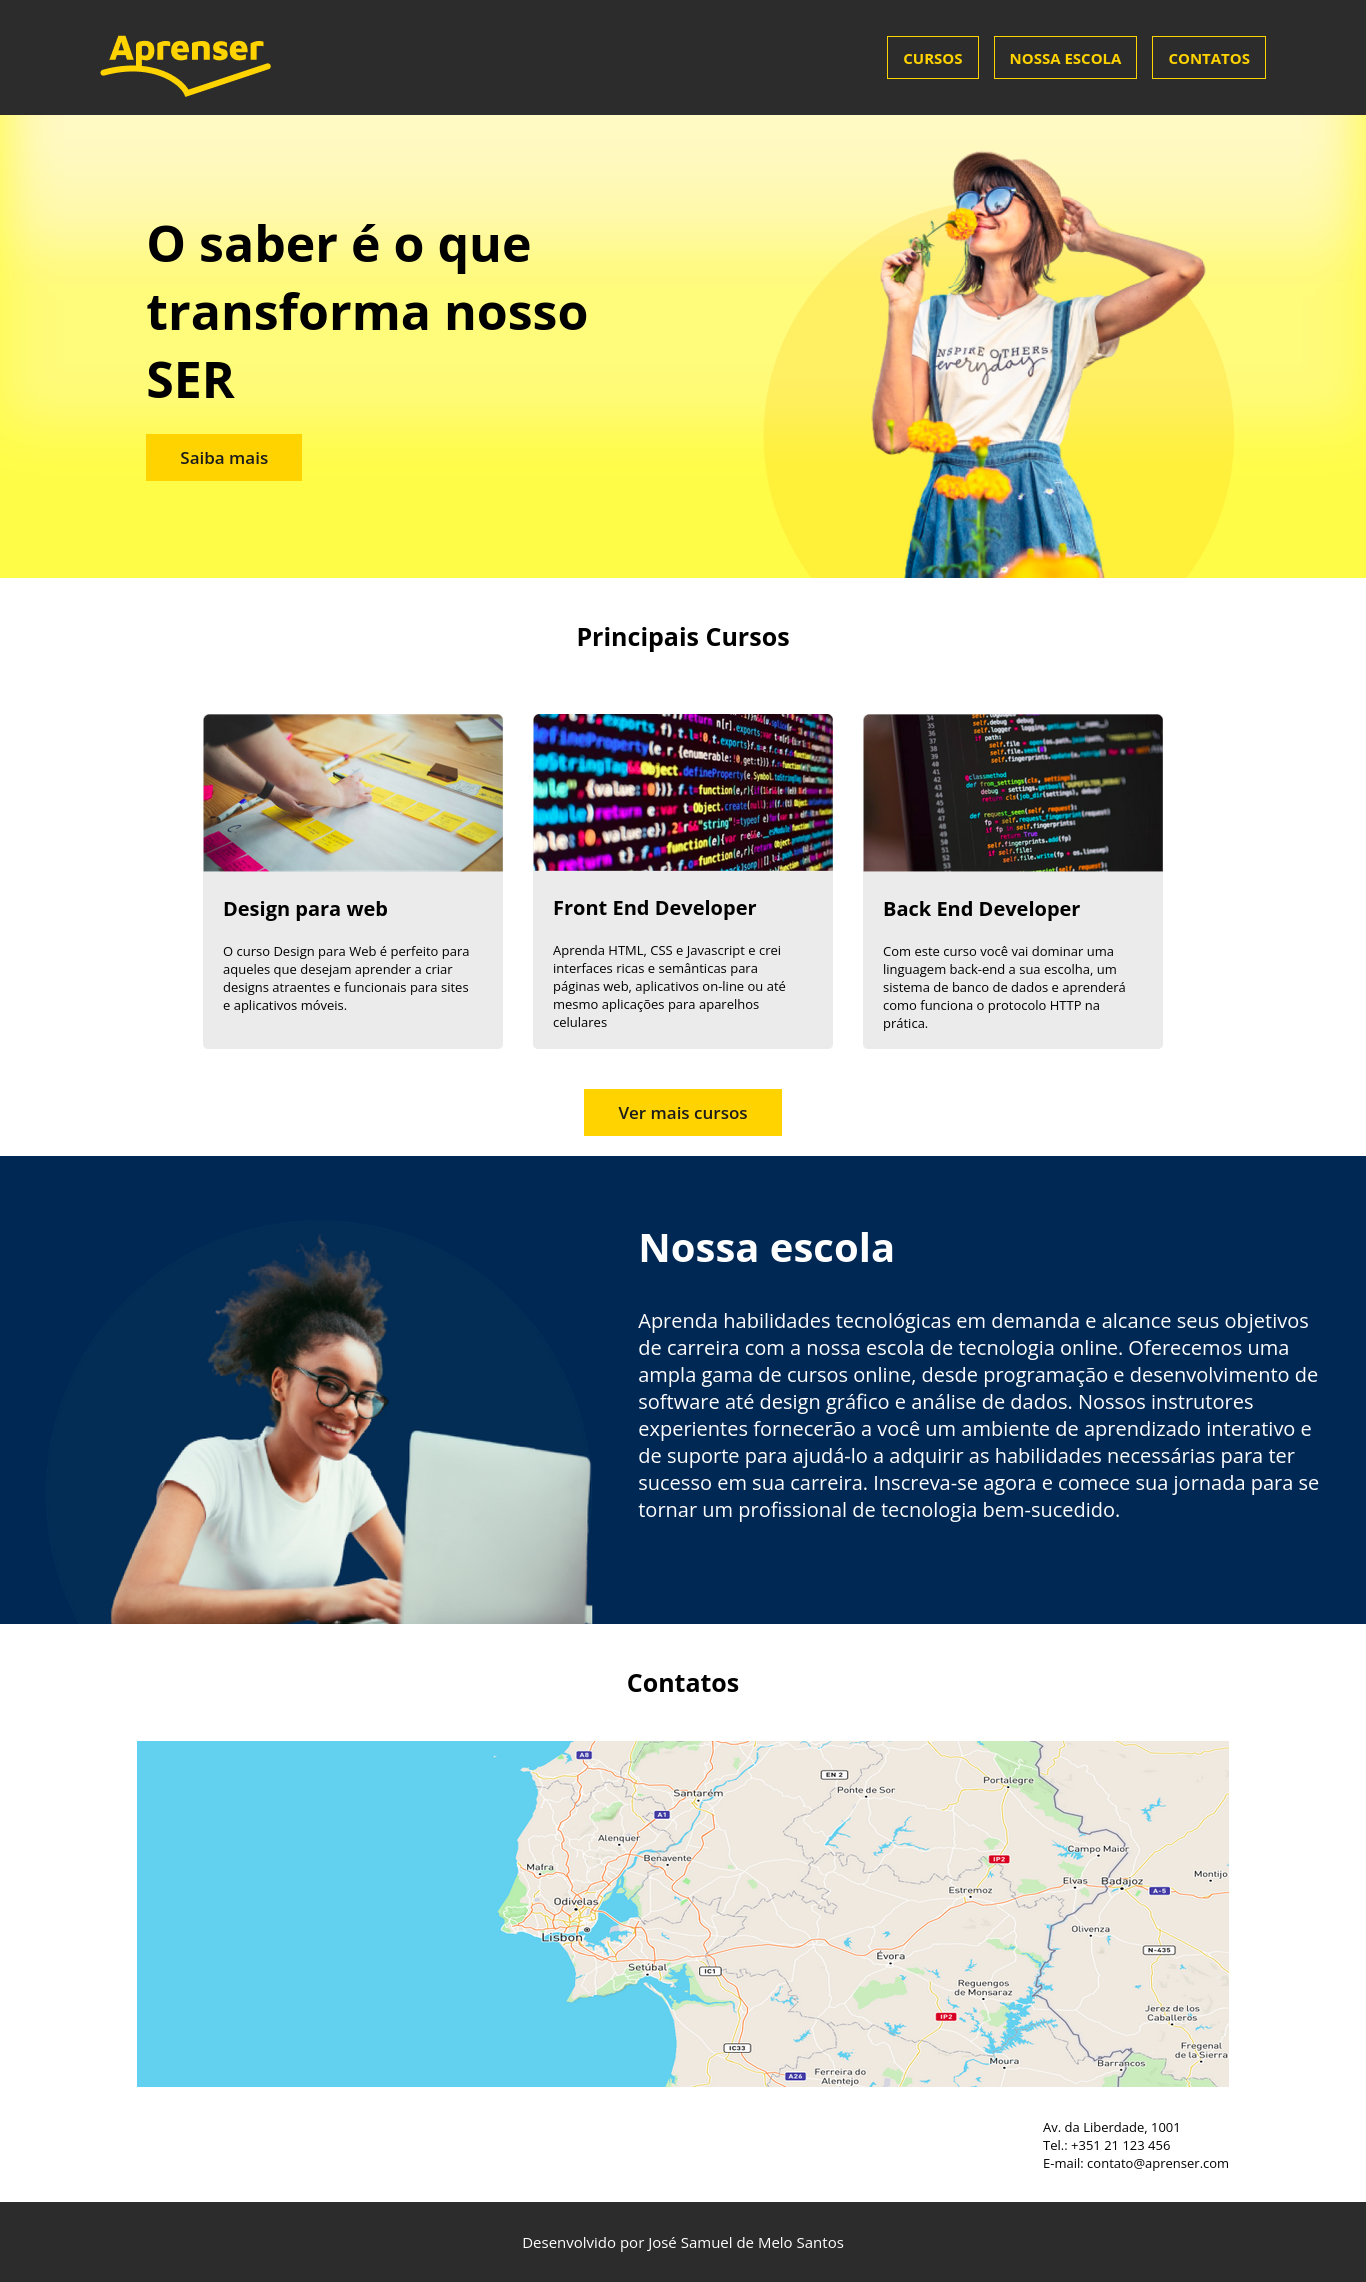 Aprenser
CURSOS
NOSSA ESCOLA
CONTATOS
O saber é o que
transforma nosso
SER
Saiba mais
NSPIRE OTHERS
everyday
Principais Cursos
Design para web
O curso Design para Web é perfeito para
aqueles que desejam aprender a criar
designs atraentes e funcionais para sites
e aplicativos móveis.
Front End Developer
Aprenda HTML, CSS e Javascript e crei
interfaces ricas e semânticas para
páginas web, aplicativos on-line ou até
mesmo aplicações para aparelhos
celulares
Back End Developer
Com este curso você vai dominar uma
linguagem back-end a sua escolha, um
sistema de banco de dados e aprenderá
como funciona o protocolo HTTP na
prática.
Ver mais cursos
Nossa escola
Aprenda habilidades tecnológicas em demanda e alcance seus objetivos
de carreira com a nossa escola de tecnologia online. Oferecemos uma
ampla gama de cursos online, desde programação e desenvolvimento de
software até design gráfico e análise de dados. Nossos instrutores
experientes fornecerão a você um ambiente de aprendizado interativo e
de suporte para ajudá-lo a adquirir as habilidades necessárias para ter
sucesso em sua carreira. Inscreva-se agora e comece sua jornada para se
tornar um profissional de tecnologia bem-sucedido.
Contatos
A8
EN 2
Portalegre
Santarém
Ponte de Sor
A1
Alenquer
Campo Maior
Benavente
IP2
Mafra
Montijo
Elvas
Badajoz
Estremoz
A-5
Odivelas
Olivenza
Lisbon
N-435
Évora
Setúbal
IC1
Reguengos
de Monsaraz
Jerez de los
Caballeros
IP2
IC33
Fregenal
de la Sierra
Moura
Barrancos
A26
Ferreira do
Alentejo
Av. da Liberdade, 1001
Tel.: +351 21 123 456
E-mail: contato@aprenser.com
Desenvolvido por José Samuel de Melo Santos